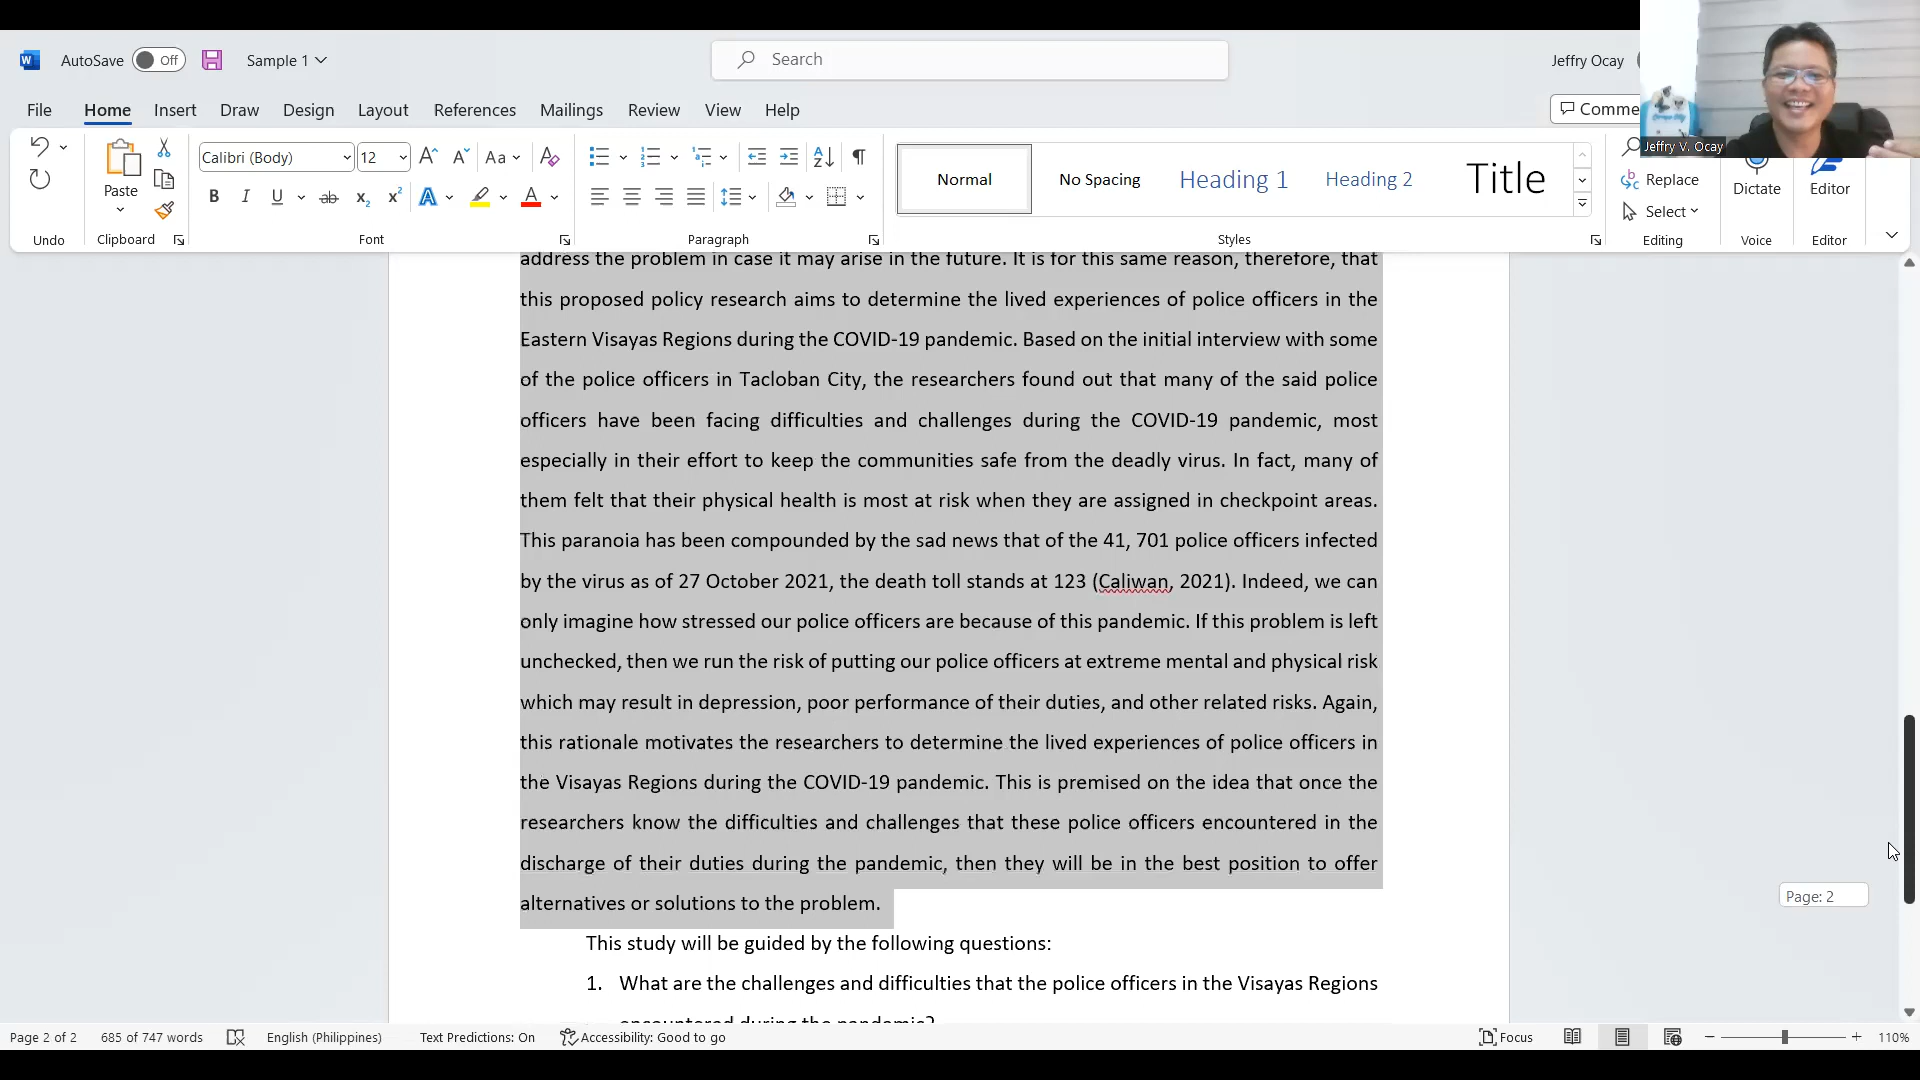 AutoSave Off Sample 1 Search Jeffry Ocay
File Home Insert Draw Design Layout References Mailings Review View Help Comme
Jeffry V. Ocay
Calibri (Body) 12 Aa
Paste
B I U ab x₂ x² A A
Normal No Spacing Heading 1 Heading 2 Title
Replace
Select
Dictate Editor
Undo Clipboard Font Paragraph Styles Editing Voice Editor
address the problem in case it may arise in the future. It is for this same reason, therefore, that
this proposed policy research aims to determine the lived experiences of police officers in the
Eastern Visayas Regions during the COVID-19 pandemic. Based on the initial interview with some
of the police officers in Tacloban City, the researchers found out that many of the said police
officers have been facing difficulties and challenges during the COVID-19 pandemic, most
especially in their effort to keep the communities safe from the deadly virus. In fact, many of
them felt that their physical health is most at risk when they are assigned in checkpoint areas.
This paranoia has been compounded by the sad news that of the 41, 701 police officers infected
by the virus as of 27 October 2021, the death toll stands at 123 (Caliwan, 2021). Indeed, we can
only imagine how stressed our police officers are because of this pandemic. If this problem is left
unchecked, then we run the risk of putting our police officers at extreme mental and physical risk
which may result in depression, poor performance of their duties, and other related risks. Again,
this rationale motivates the researchers to determine the lived experiences of police officers in
the Visayas Regions during the COVID-19 pandemic. This is premised on the idea that once the
researchers know the difficulties and challenges that these police officers encountered in the
discharge of their duties during the pandemic, then they will be in the best position to offer
alternatives or solutions to the problem.
Page: 2
This study will be guided by the following questions:
1. What are the challenges and difficulties that the police officers in the Visayas Regions
encountered during the pandemic?
Page 2 of 2 685 of 747 words English (Philippines) Text Predictions: On Accessibility: Good to go Focus 110%